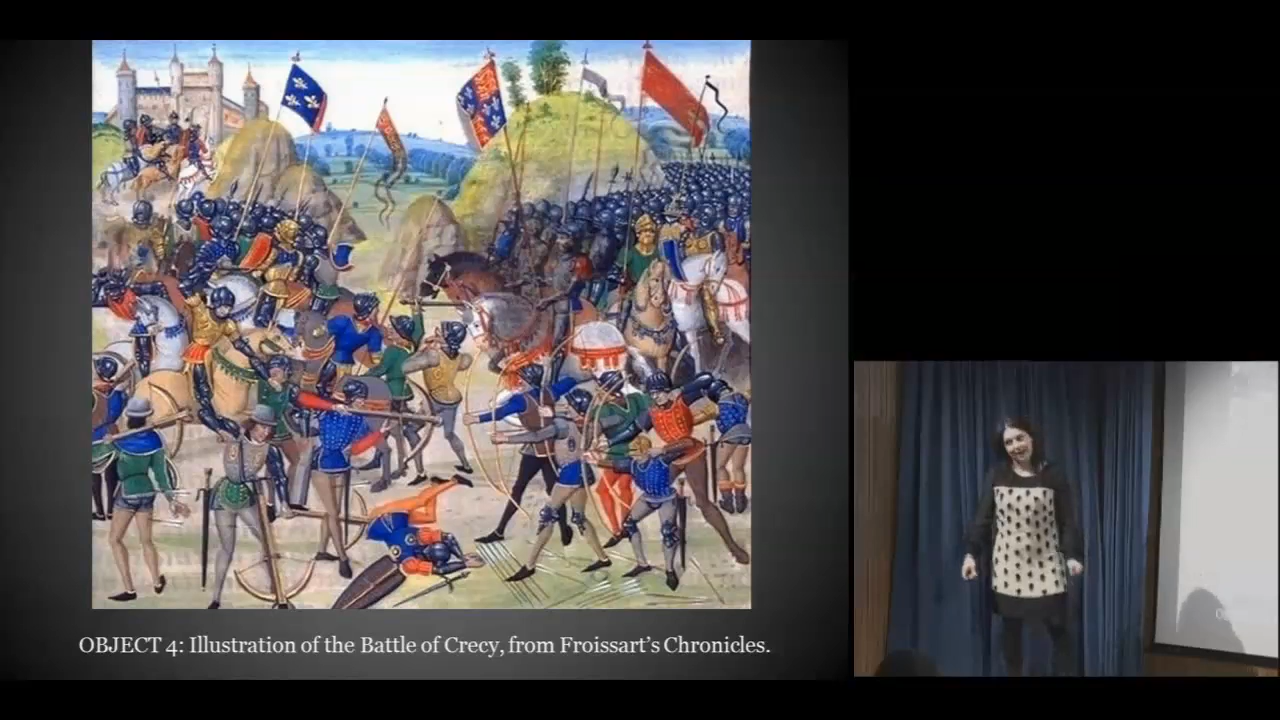 OBJECT 4: Illustration of the Battle of Crecy, from Froissart's Chronicles.